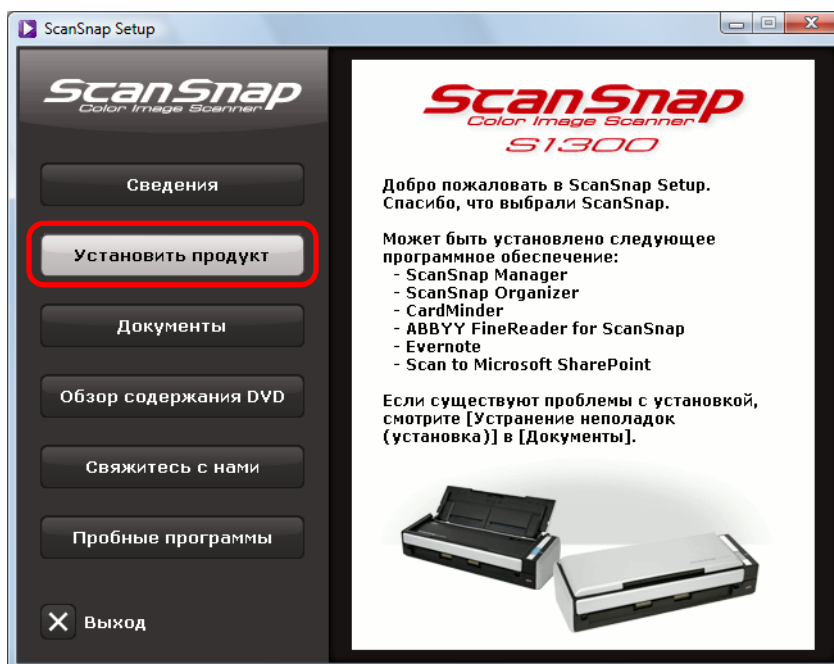 ScanSnap Setup
ScanSnap
Color Image Scanner
Сведения
Установить продукт
Документы
Обзор содержания DVD
Свяжитесь с нами
Пробные программы
Выход
ScanSnap
Color Image Scanner
S1300
Добро пожаловать в ScanSnap Setup.
Спасибо, что выбрали ScanSnap.
Может быть установлено следующее
программное обеспечение:
- ScanSnap Manager
- ScanSnap Organizer
- CardMinder
- ABBYY FineReader for ScanSnap
- Evernote
- Scan to Microsoft SharePoint
Если существуют проблемы с установкой,
смотрите [Устранение неполадок
(установка)] в [Документы].